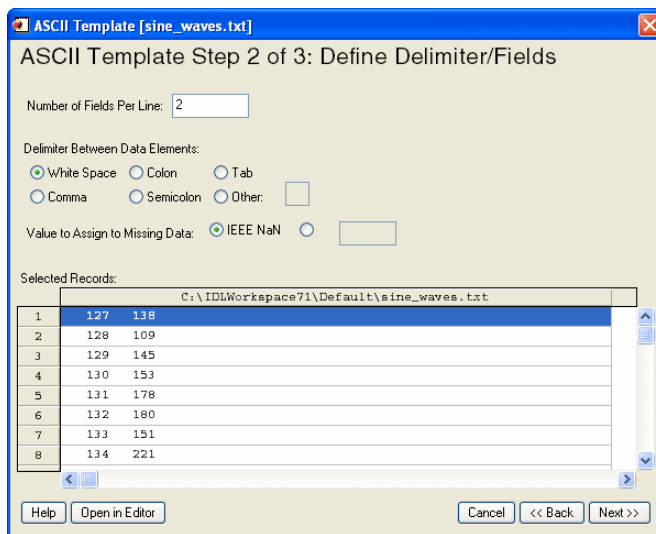 ASCII Template [sine_waves.txt]
ASCII Template Step 2 of 3: Define Delimiter/Fields
Number of Fields Per Line: 2
Delimiter Between Data Elements:
White Space Colon Tab
Comma Semicolon Other:
Value to Assign to Missing Data: IEEE NaN
Selected Records:
C:\IDLWorkspace71\Default\sine_waves.txt
1 127 138
2 128 109
3 129 145
4 130 153
5 131 178
6 132 180
7 133 151
8 134 221
Help Open in Editor Cancel << Back Next >>